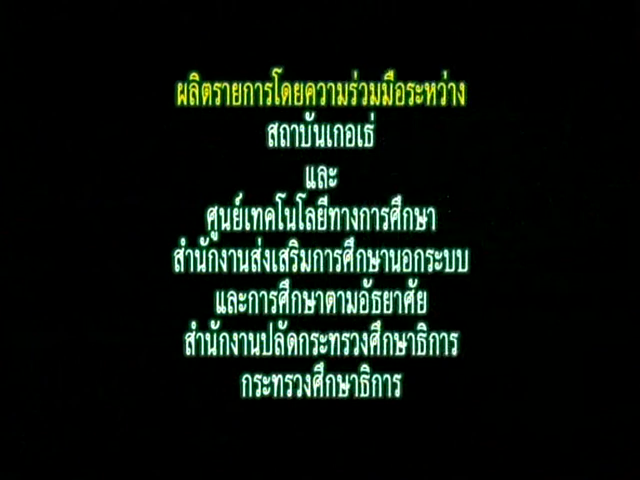 ผลิตรายการโดยความร่วมมือระหว่าง
สถาบันเกอเธ่
และ
ศูนย์เทคโนโลยีทางการศึกษา
สำนักงานส่งเสริมการศึกษานอกระบบ
และการศึกษาตามอัธยาศัย
สำนักงานปลัดกระทรวงศึกษาธิการ
กระทรวงศึกษาธิการ